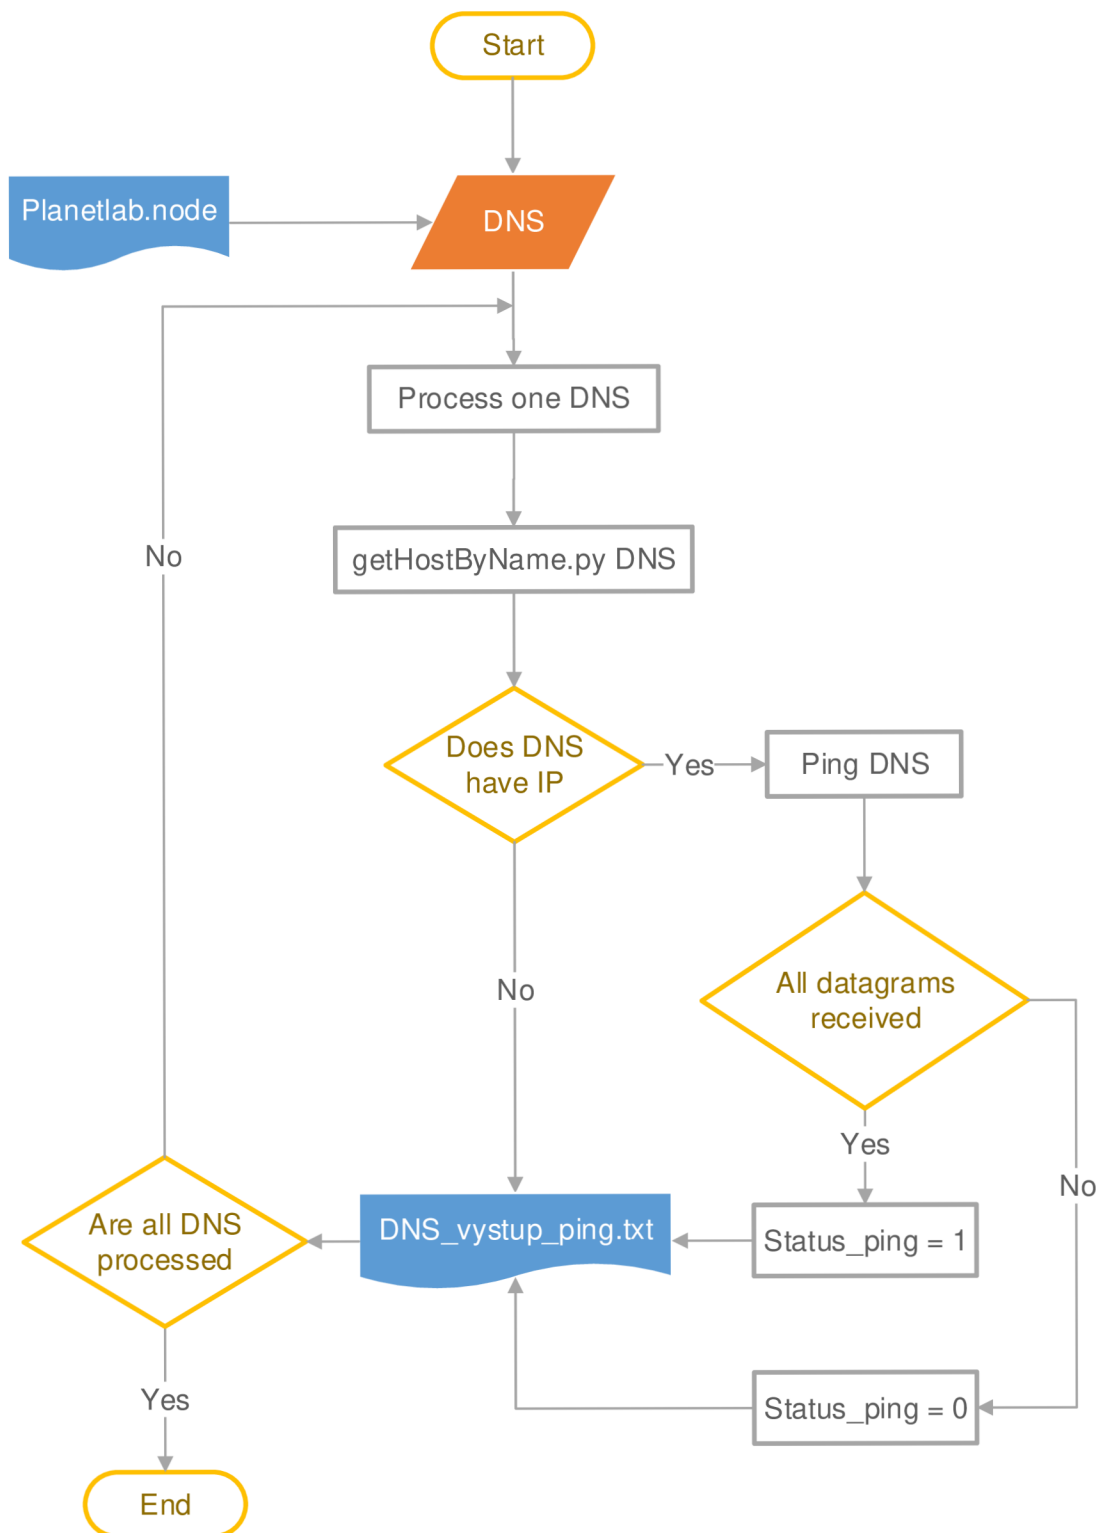 Start
Planetlab.node
DNS
Process one DNS
No
getHostByName.py DNS
Does DNS
have IP
Yes
Ping DNS
No
All datagrams
received
Yes
No
Are all DNS
processed
DNS_vystup_ping.txt
Status_ping = 1
Yes
Status_ping = 0
End